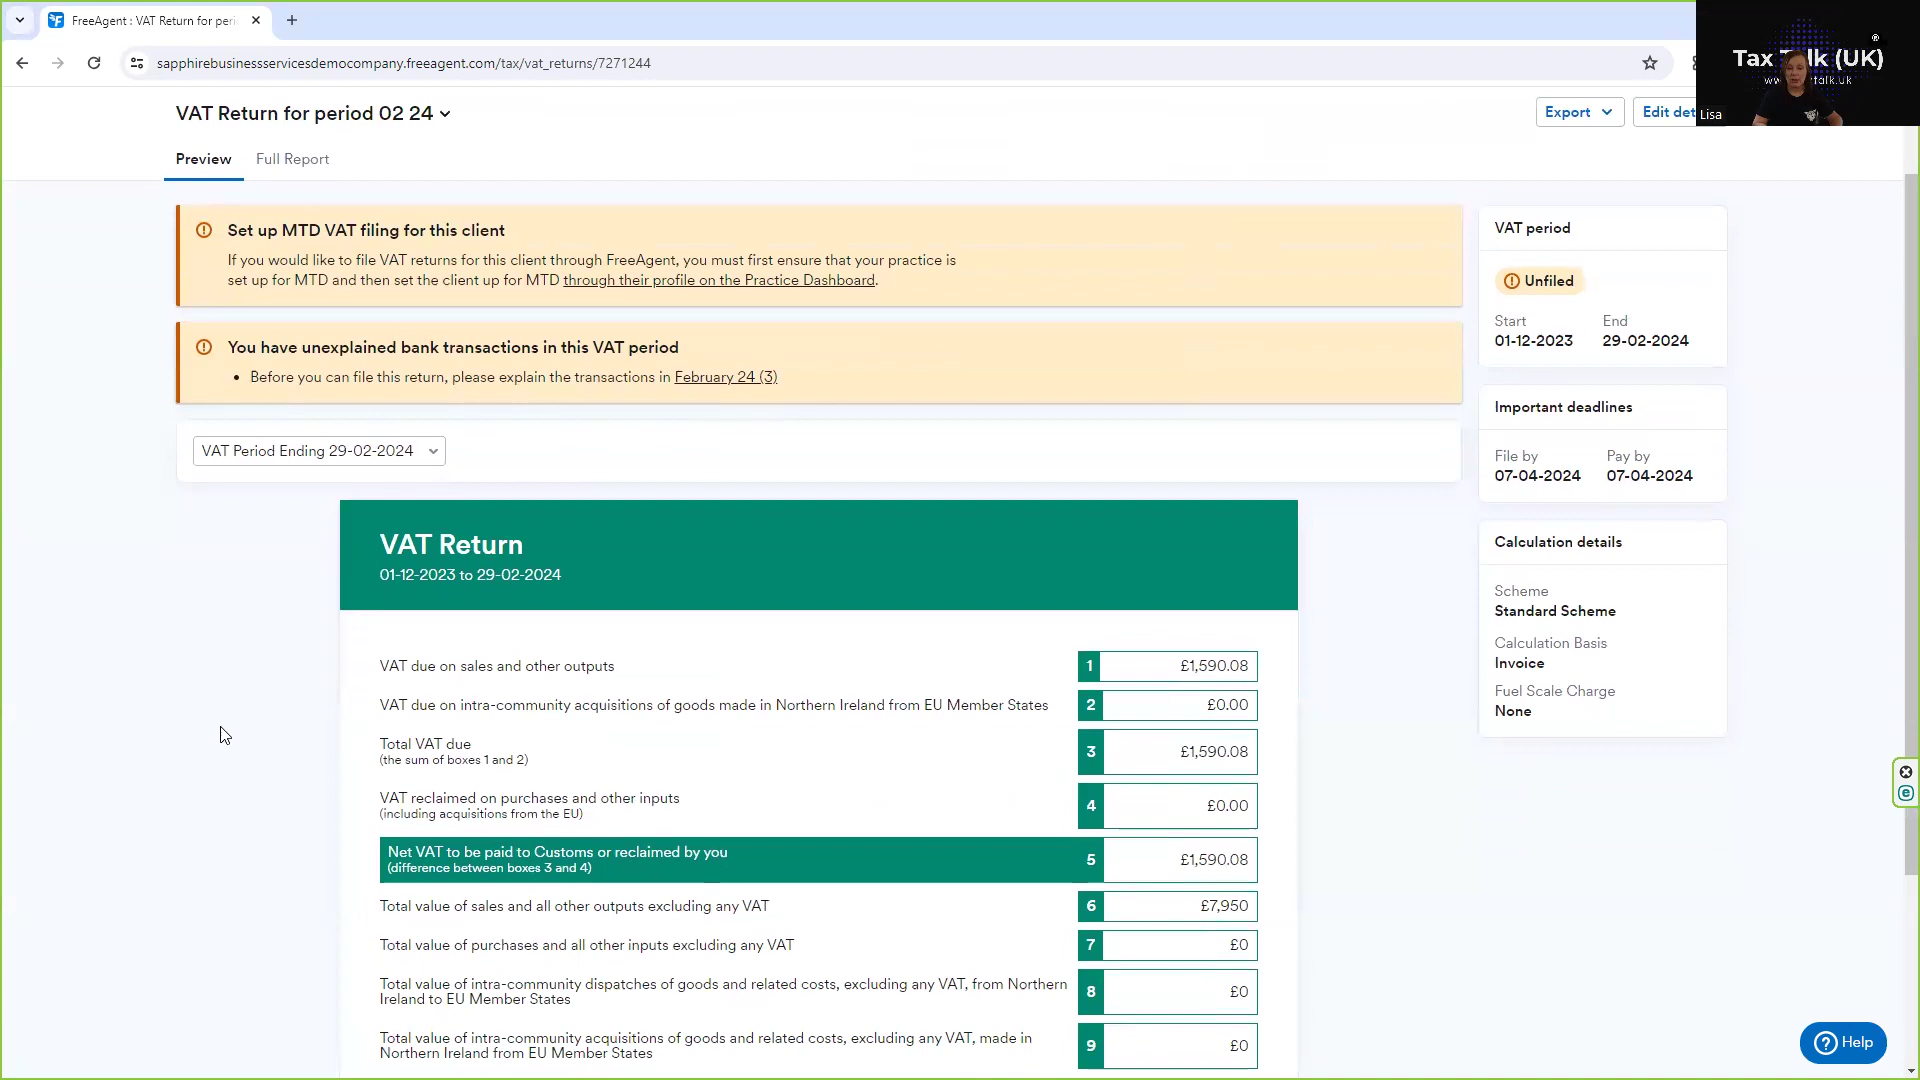 FreeAgent : VAT Return for peri
sapphirebusinessservicesdemocompany.freeagent.com/tax/vat_returns/7271244
Tax Talk (UK)
Lisa
VAT Return for period 02 24
Export
Edit det
Preview
Full Report
Set up MTD VAT filing for this client
If you would like to file VAT returns for this client through FreeAgent, you must first ensure that your practice is
set up for MTD and then set the client up for MTD through their profile on the Practice Dashboard.
You have unexplained bank transactions in this VAT period
• Before you can file this return, please explain the transactions in February 24 (3)
VAT Period Ending 29-02-2024
VAT Return
01-12-2023 to 29-02-2024
VAT due on sales and other outputs 1 £1,590.08
VAT due on intra-community acquisitions of goods made in Northern Ireland from EU Member States 2 £0.00
Total VAT due
(the sum of boxes 1 and 2)
3 £1,590.08
VAT reclaimed on purchases and other inputs
(including acquisitions from the EU)
4 £0.00
Net VAT to be paid to Customs or reclaimed by you
(difference between boxes 3 and 4)
5 £1,590.08
Total value of sales and all other outputs excluding any VAT 6 £7,950
Total value of purchases and all other inputs excluding any VAT 7 £0
Total value of intra-community dispatches of goods and related costs, excluding any VAT, from Northern
Ireland to EU Member States
8 £0
Total value of intra-community acquisitions of goods and related costs, excluding any VAT, made in
Northern Ireland from EU Member States
9 £0
VAT period
Unfiled
Start End
01-12-2023 29-02-2024
Important deadlines
File by Pay by
07-04-2024 07-04-2024
Calculation details
Scheme
Standard Scheme
Calculation Basis
Invoice
Fuel Scale Charge
None
Help